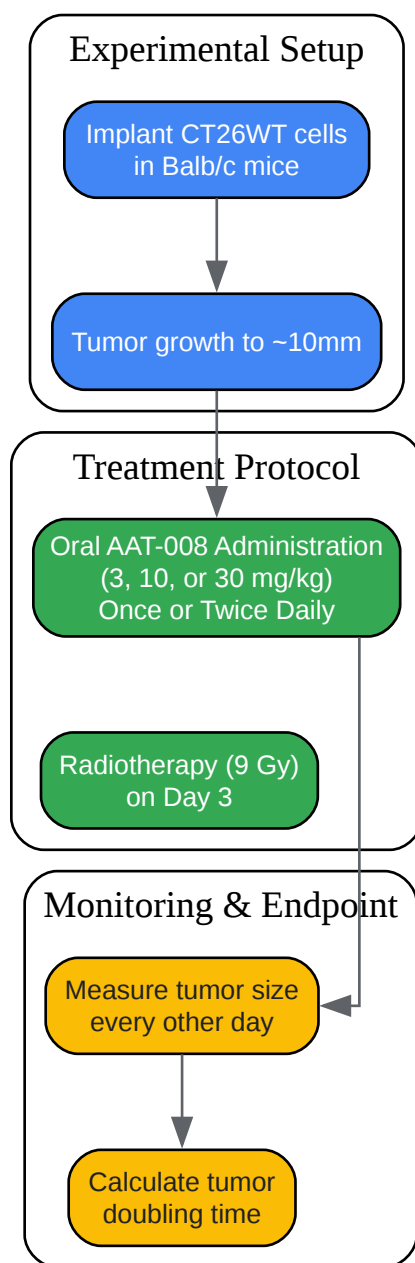 Experimental Setup
Implant CT26WT cells
in Balb/c mice
Tumor growth to ~10mm
Treatment Protocol
Oral AAT-008 Administration
(3, 10, or 30 mg/kg)
Once or Twice Daily
Radiotherapy (9 Gy)
on Day 3
Monitoring & Endpoint
Measure tumor size
every other day
Calculate tumor
doubling time